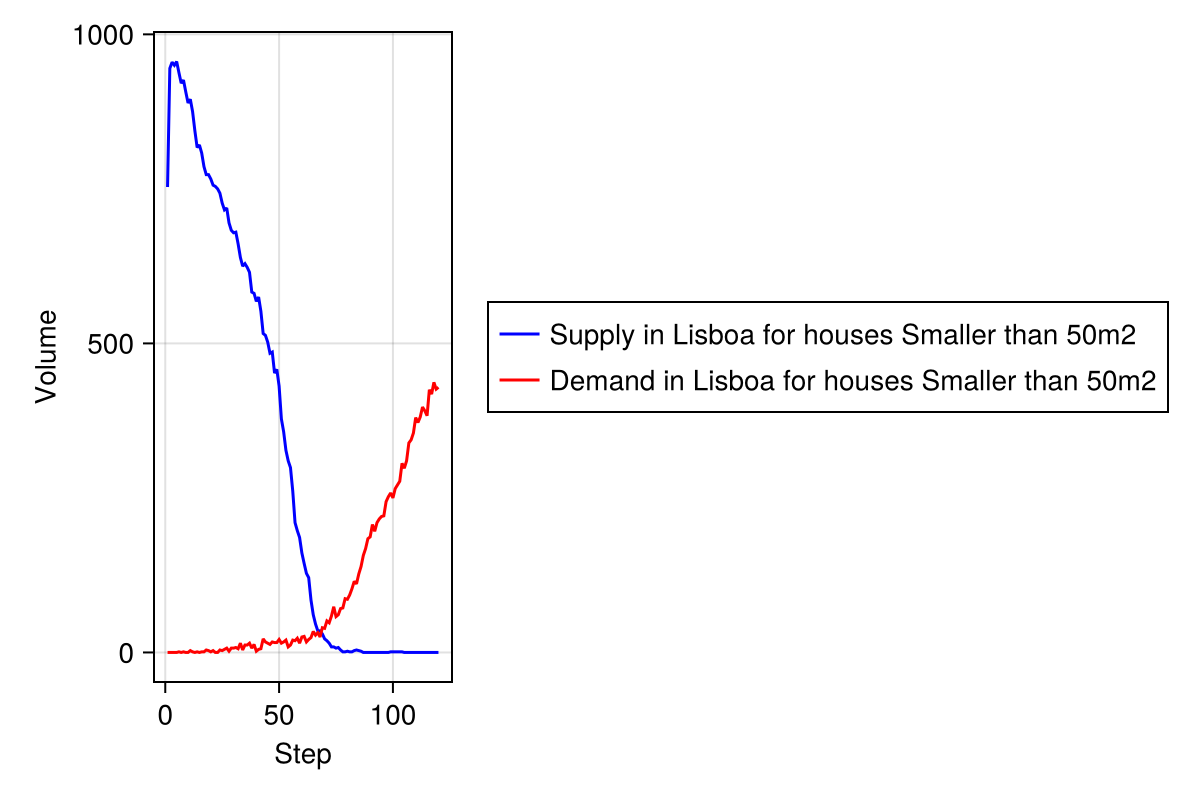 1000
500
0
Volume
0 50 100
Step
Supply in Lisboa for houses Smaller than 50m2
Demand in Lisboa for houses Smaller than 50m2